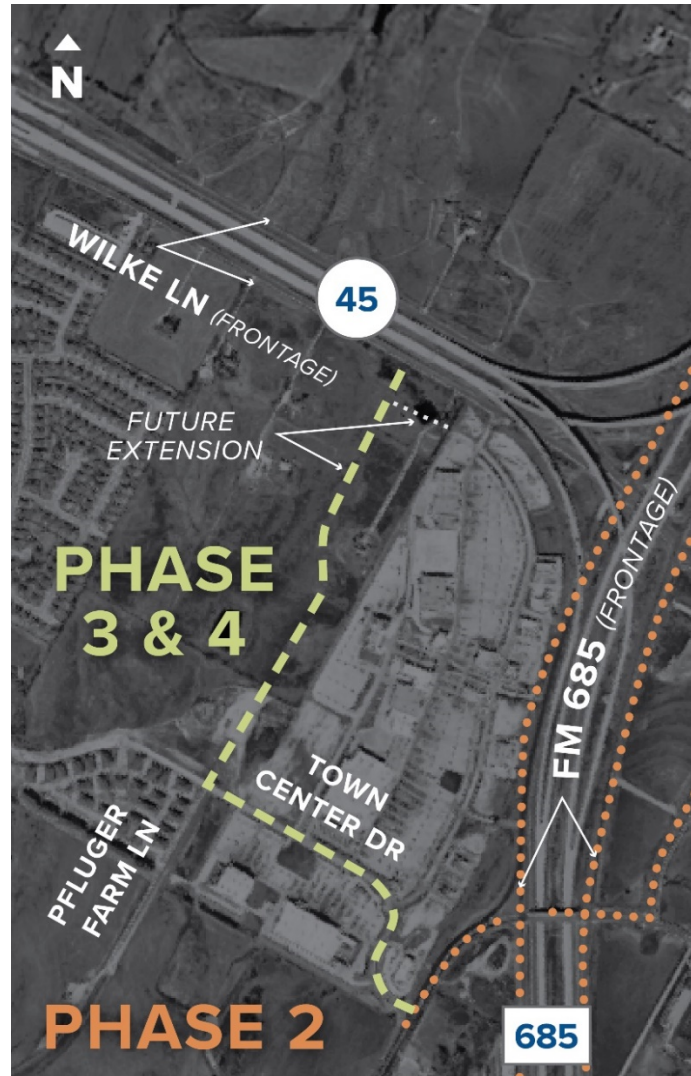 N
WILKE LN (FRONTAGE)
45
FUTURE
EXTENSION
PHASE
3 & 4
FM 685 (FRONTAGE)
TOWN
CENTER DR
PFLUGER
FARM LN
PHASE 2
685